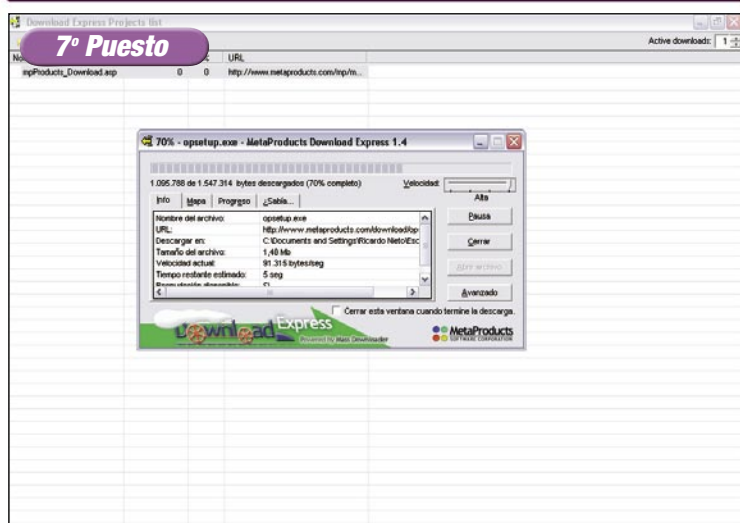 Download Express Projects list
7º Puesto
Active downloads: 1
URL
mpProducts_Download.asp 0 0 http://www.metaproducts.com/mp/m...
70% - opsetup.exe - MetaProducts Download Express 1.4
1.095.788 de 1.547.314 bytes descargados (70% completo)
Velocidad:
Alta
Info Mapa Progreso ¿Sabía...
Nombre del archivo: opsetup.exe
URL: http://www.metaproducts.com/download/op
Descargar en: C:\Documents and Settings\Ricardo Nieto\Esc
Tamaño del archivo: 1,48 Mb
Velocidad actual: 91.315 bytes/seg
Tiempo restante estimado: 5 seg
Reanudación disponible: Sí
Pausa
Cerrar
Abrir archivo
Avanzado
Cerrar esta ventana cuando termine la descarga.
Download Express
Powered by Mass Downloader
MetaProducts
SOFTWARE CORPORATION